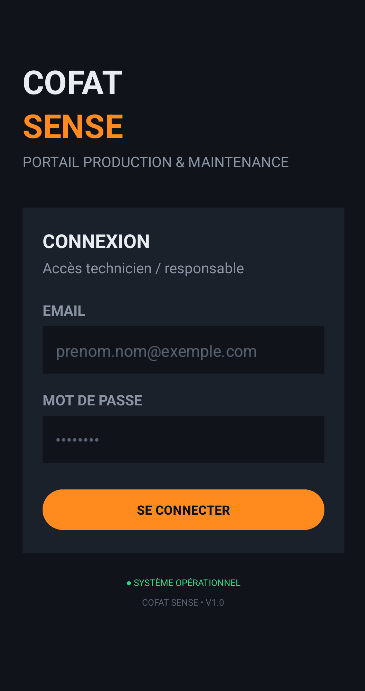 COFAT
SENSE
PORTAIL PRODUCTION & MAINTENANCE
CONNEXION
Accès technicien / responsable
EMAIL
prenom.nom@exemple.com
MOT DE PASSE
••••••••
SE CONNECTER
● SYSTÈME OPÉRATIONNEL
COFAT SENSE • V1.0